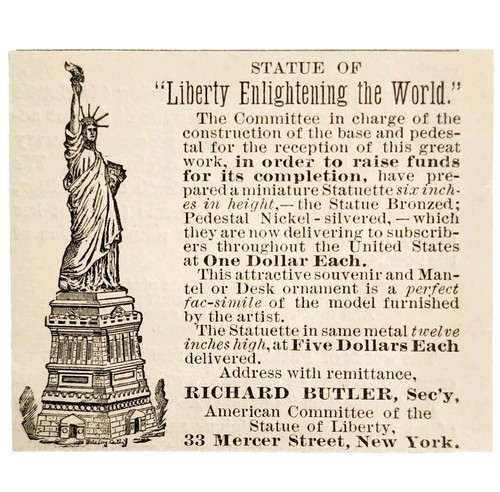 STATUE OF
"Liberty Enlightening the World."
The Committee in charge of the
construction of the base and pedes-
tal for the reception of this great
work, in order to raise funds
for its completion, have pre-
pared a miniature Statuette six inch-
es in height,—the Statue Bronzed;
Pedestal Nickel-silvered,—which
they are now delivering to subscrib-
ers throughout the United States
at One Dollar Each.
This attractive souvenir and Man-
tel or Desk ornament is a perfect
fac-simile of the model furnished
by the artist.
The Statuette in same metal twelve
inches high, at Five Dollars Each
delivered.
Address with remittance,
RICHARD BUTLER, Sec'y,
American Committee of the
Statue of Liberty,
33 Mercer Street, New York.